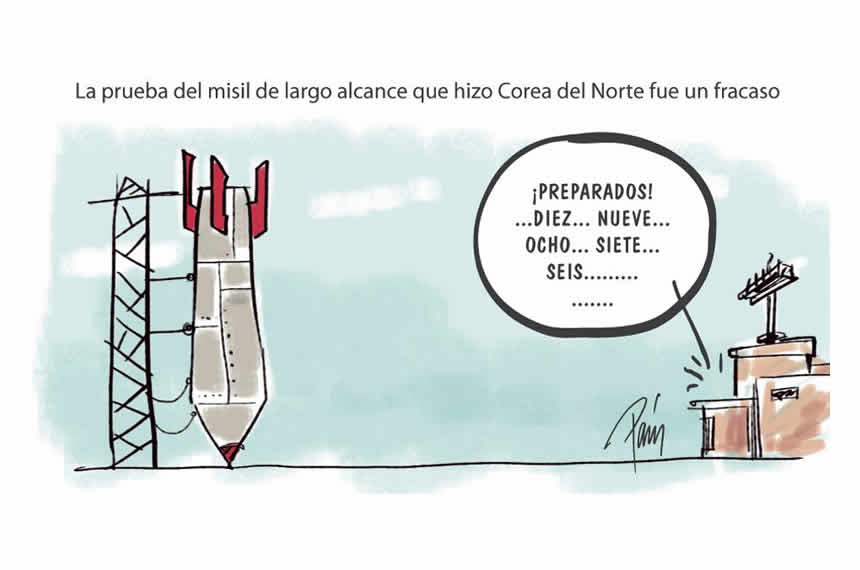 La prueba del misil de largo alcance que hizo Corea del Norte fue un fracaso
¡PREPARADOS!
...DIEZ... NUEVE...
OCHO... SIETE...
SEIS.........
.......